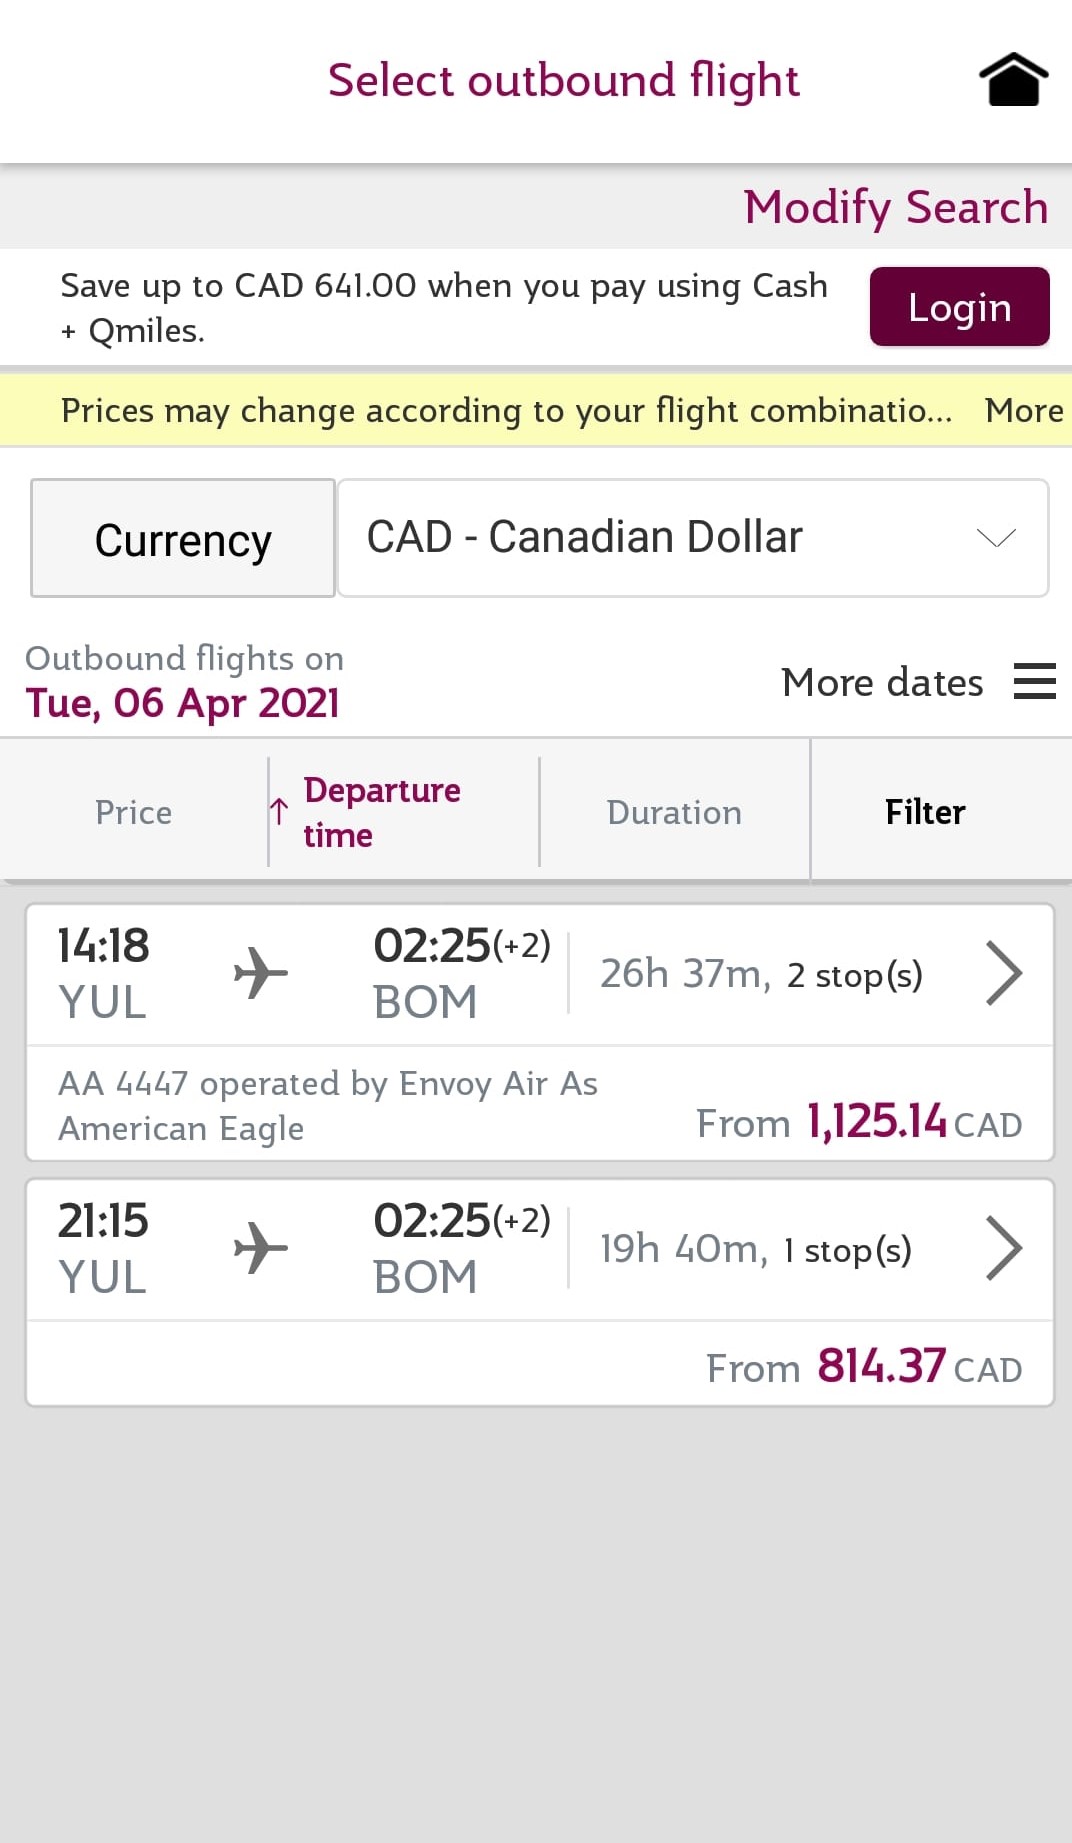 Select outbound flight
Modify Search
Save up to CAD 641.00 when you pay using Cash
+ Qmiles.
Login
Prices may change according to your flight combinatio... More
Currency
CAD - Canadian Dollar
Outbound flights on
Tue, 06 Apr 2021
More dates
Price
↑ Departure
time
Duration
Filter
14:18 02:25(+2)
YUL BOM
26h 37m, 2 stop(s)
AA 4447 operated by Envoy Air As
American Eagle
From 1,125.14 CAD
21:15 02:25(+2)
YUL BOM
19h 40m, 1 stop(s)
From 814.37 CAD